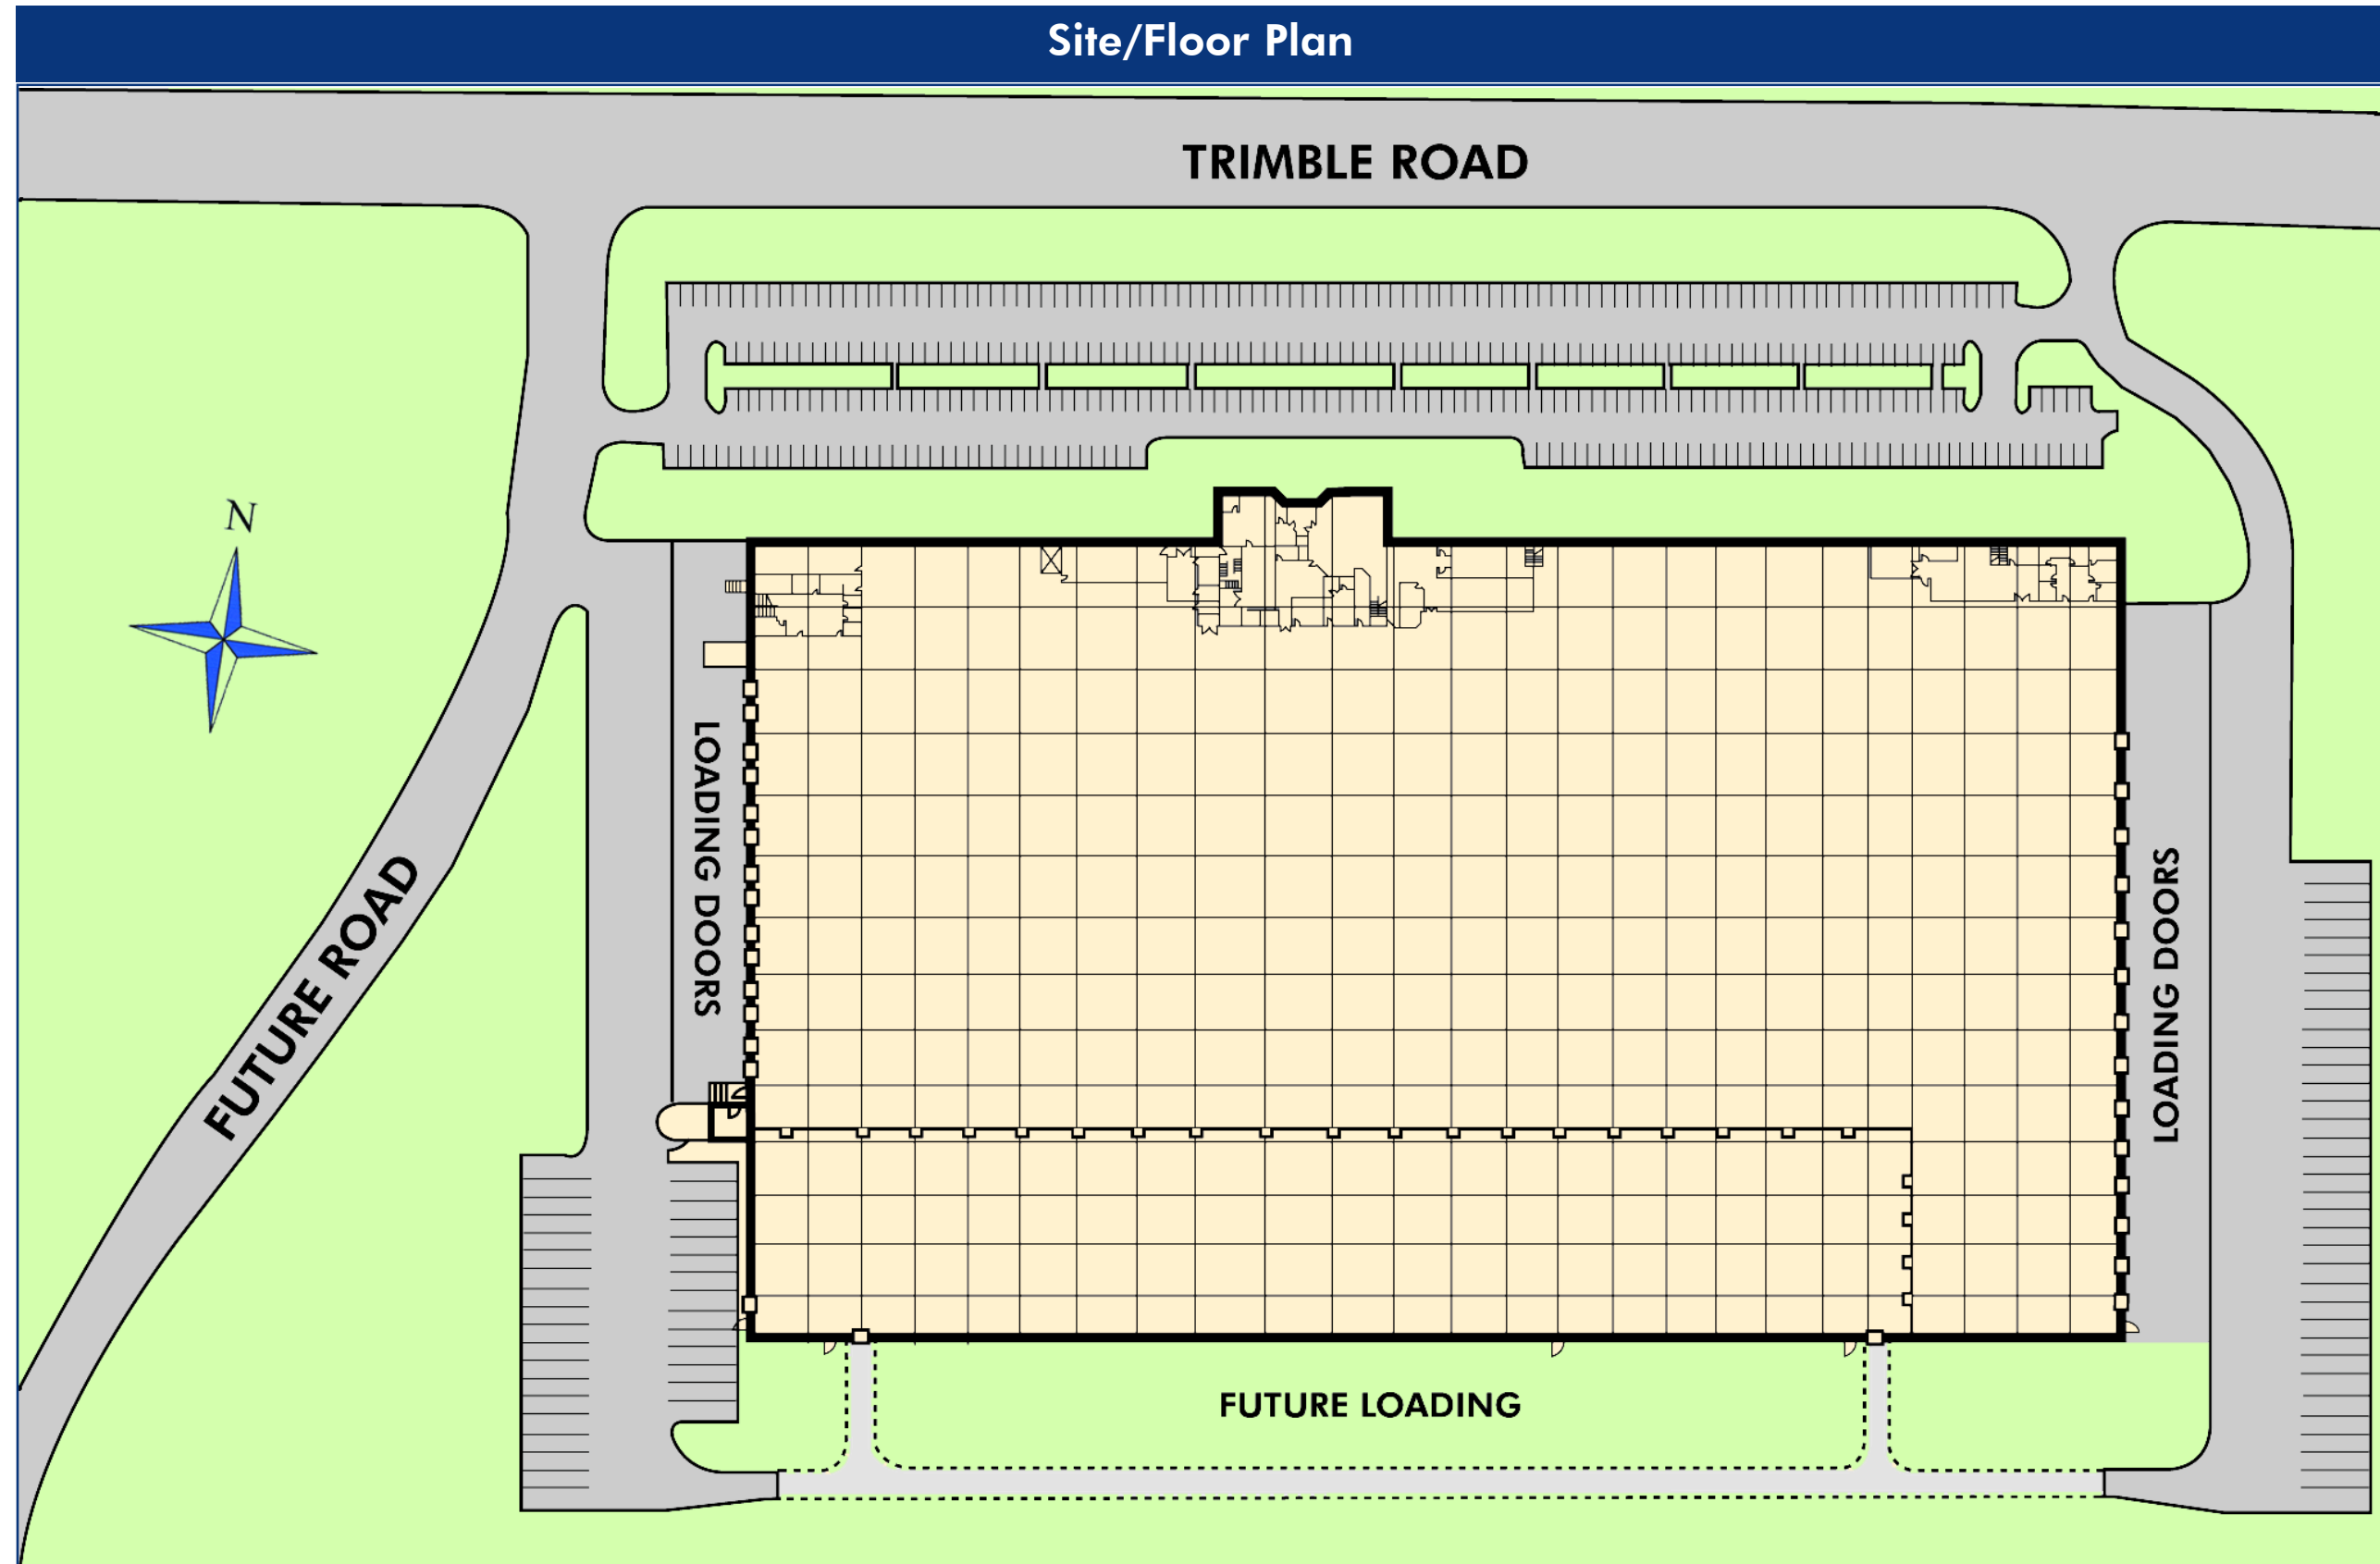 Site/Floor Plan
TRIMBLE ROAD
N
LOADING DOORS
LOADING DOORS
FUTURE ROAD
FUTURE LOADING